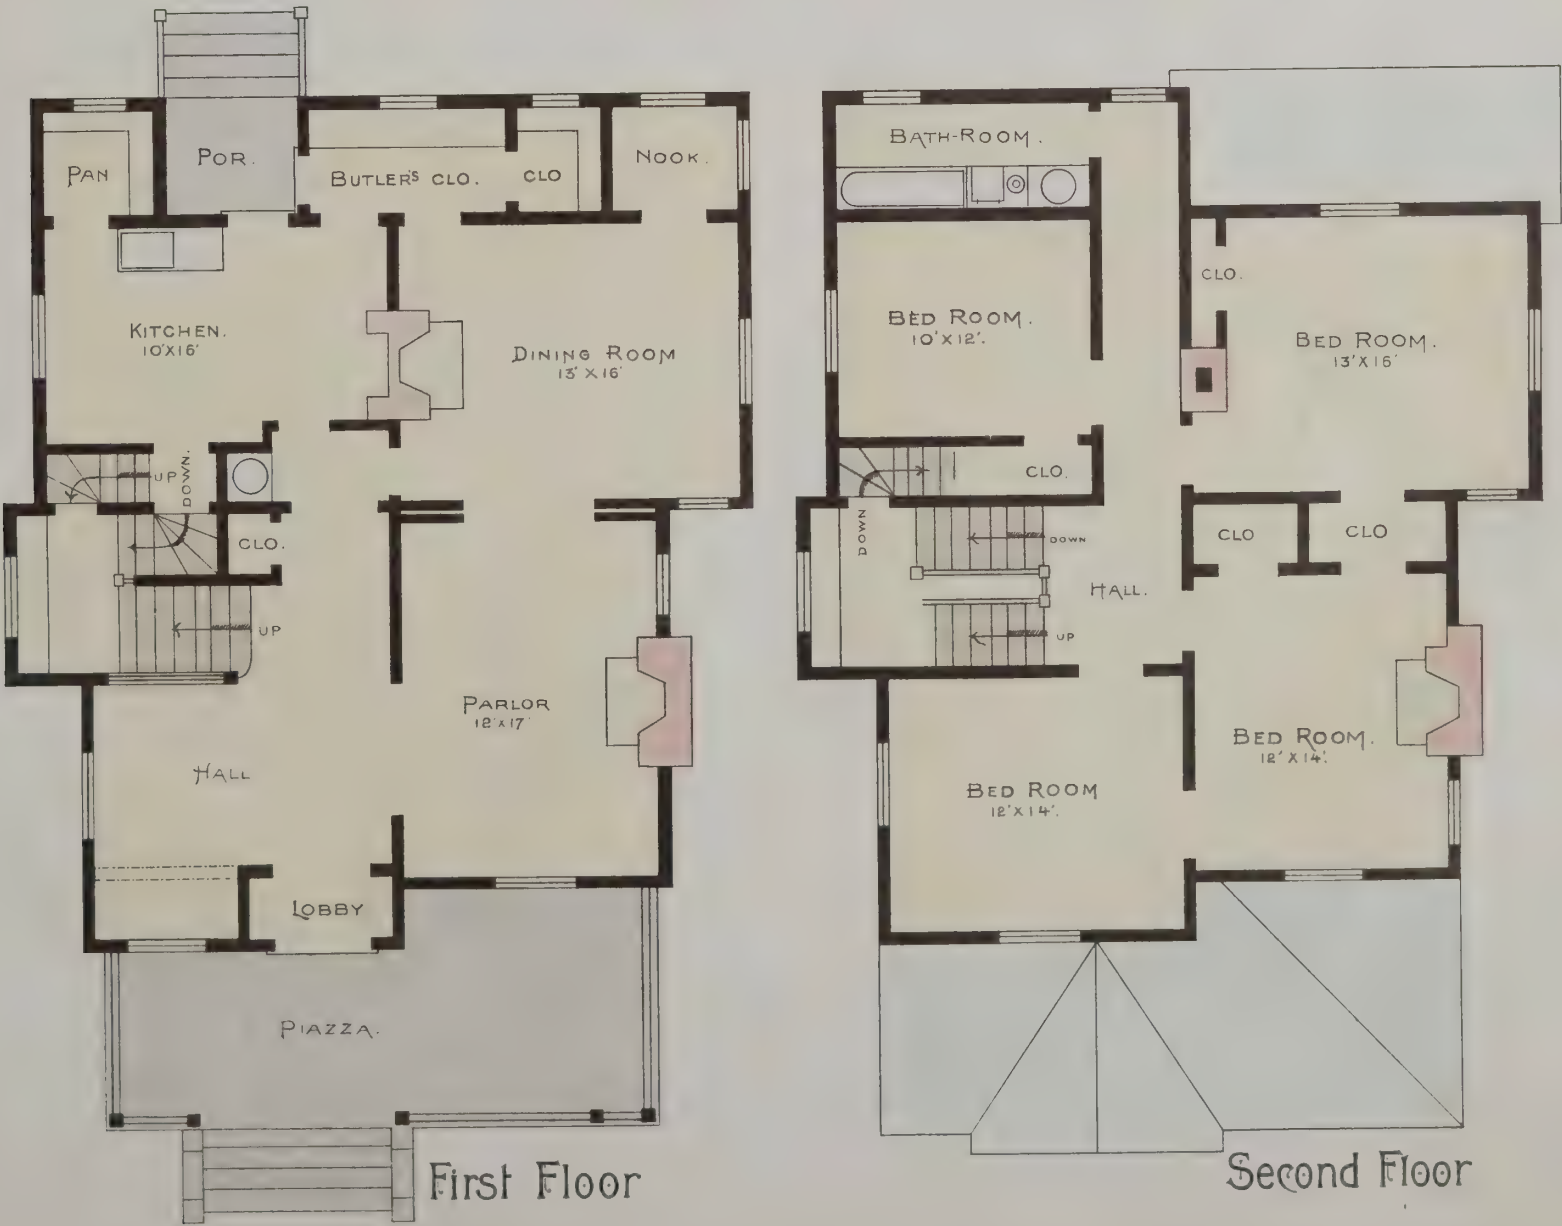 PAN
POR.
BUTLER'S CLO.
CLO
NOOK.
KITCHEN.
10'X16'
DINING ROOM
13' X 16'
UP
DOWN.
CLO.
UP
PARLOR
12'X17'
HALL
LOBBY
PIAZZA.
First Floor
BATH-ROOM.
CLO.
BED ROOM.
10'X12'.
BED ROOM.
13'X16'
CLO.
DOWN
DOWN
CLO
CLO
HALL.
UP
BED ROOM.
12'X14'.
BED ROOM
12'X14'.
Second Floor